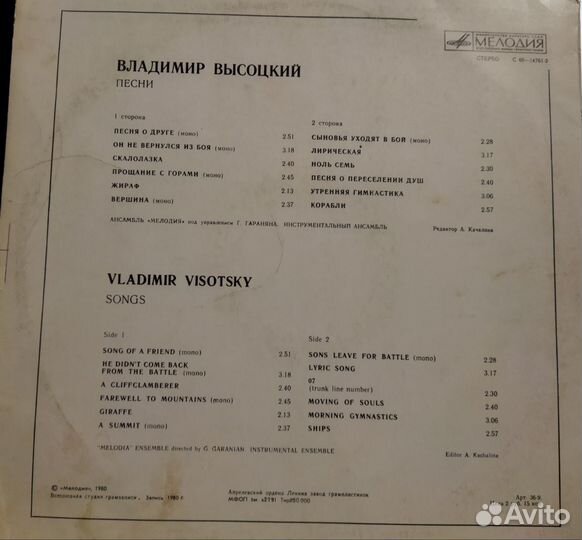 МЕЛОДИЯ
СТЕРЕО С 60—14761-2
ВЛАДИМИР ВЫСОЦКИЙ
ПЕСНИ
1 сторона
ПЕСНЯ О ДРУГЕ (моно) 2.51
ОН НЕ ВЕРНУЛСЯ ИЗ БОЯ (моно) 3.18
СКАЛОЛАЗКА 2.40
ПРОЩАНИЕ С ГОРАМИ (моно) 2.45
ЖИРАФ 2.13
ВЕРШИНА (моно) 2.37
2 сторона
СЫНОВЬЯ УХОДЯТ В БОЙ (моно) 2.28
ЛИРИЧЕСКАЯ 3.17
НОЛЬ СЕМЬ 2.30
ПЕСНЯ О ПЕРЕСЕЛЕНИИ ДУШ 2.40
УТРЕННЯЯ ГИМНАСТИКА 3.06
КОРАБЛИ 2.57
АНСАМБЛЬ «МЕЛОДИЯ» под управлением Г. ГАРАНЯНА. ИНСТРУМЕНТАЛЬНЫЙ АНСАМБЛЬ
Редактор А. Качалина
VLADIMIR VISOTSKY
SONGS
Side 1
SONG OF A FRIEND (mono) 2.51
HE DIDN'T COME BACK
FROM THE BATTLE (mono) 3.18
A CLIFFCLAMBERER 2.40
FAREWELL TO MOUNTAINS (mono) 2.45
GIRAFFE 2.13
A SUMMIT (mono) 2.37
Side 2
SONS LEAVE FOR BATTLE (mono) 2.28
LYRIC SONG 3.17
07
(trunk line number) 2.30
MOVING OF SOULS 2.40
MORNING GYMNASTICS 3.06
SHIPS 2.57
"MELODIA" ENSEMBLE directed by G. GARANIAN. INSTRUMENTAL ENSEMBLE
Editor A. Kachalina
© «Мелодия», 1980
Всесоюзная студия грамзаписи. Запись 1980 г.
Апрелевский ордена Ленина завод грампластинок
МФОП
Арт. 36-9.
Avito